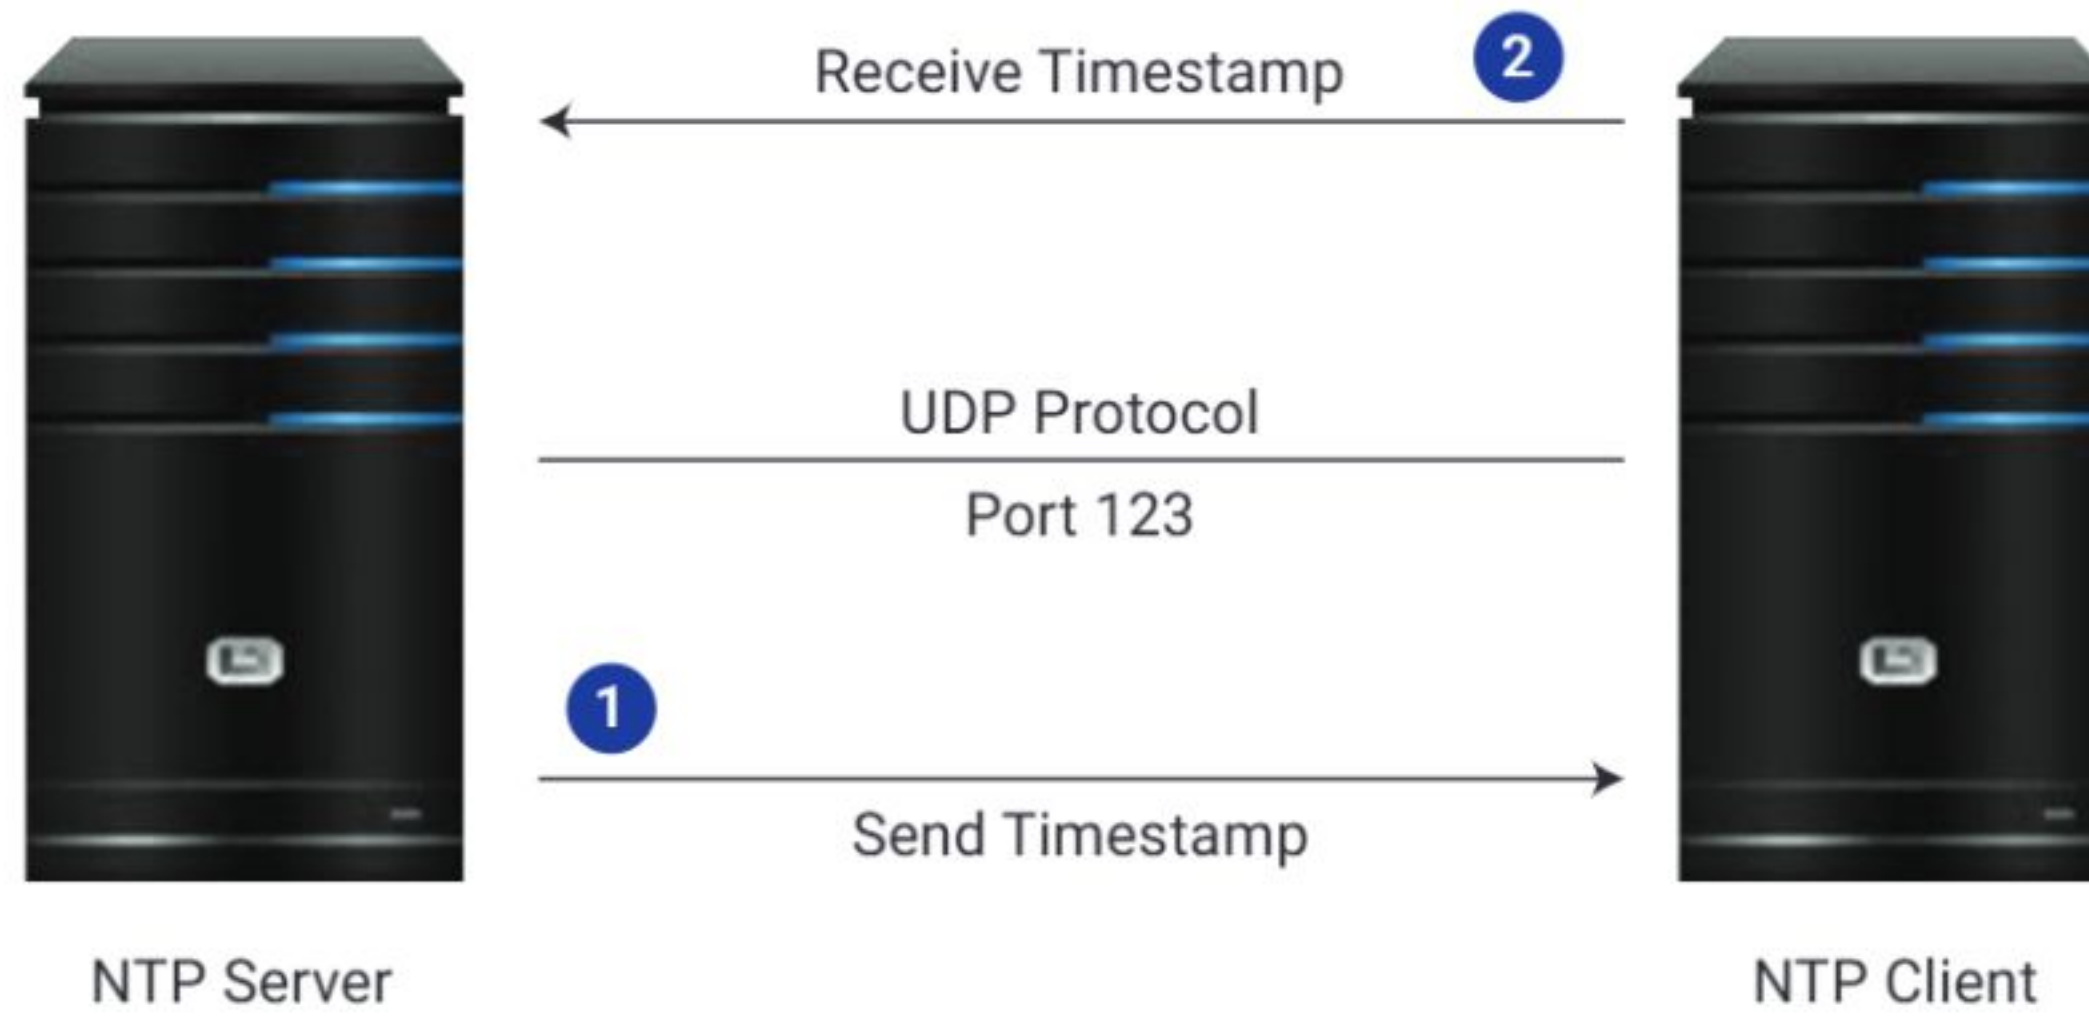 Receive Timestamp
2
UDP Protocol
Port 123
1
Send Timestamp
NTP Server
NTP Client